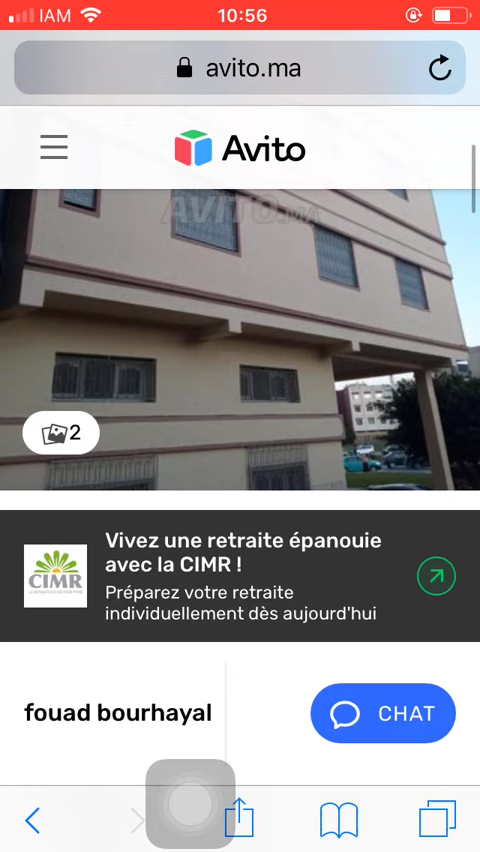 IAM
10:56
avito.ma
Avito
AVITO.MA
2
Vivez une retraite épanouie
avec la CIMR !
CIMR
Préparez votre retraite
individuellement dès aujourd'hui
fouad bourhayal
CHAT